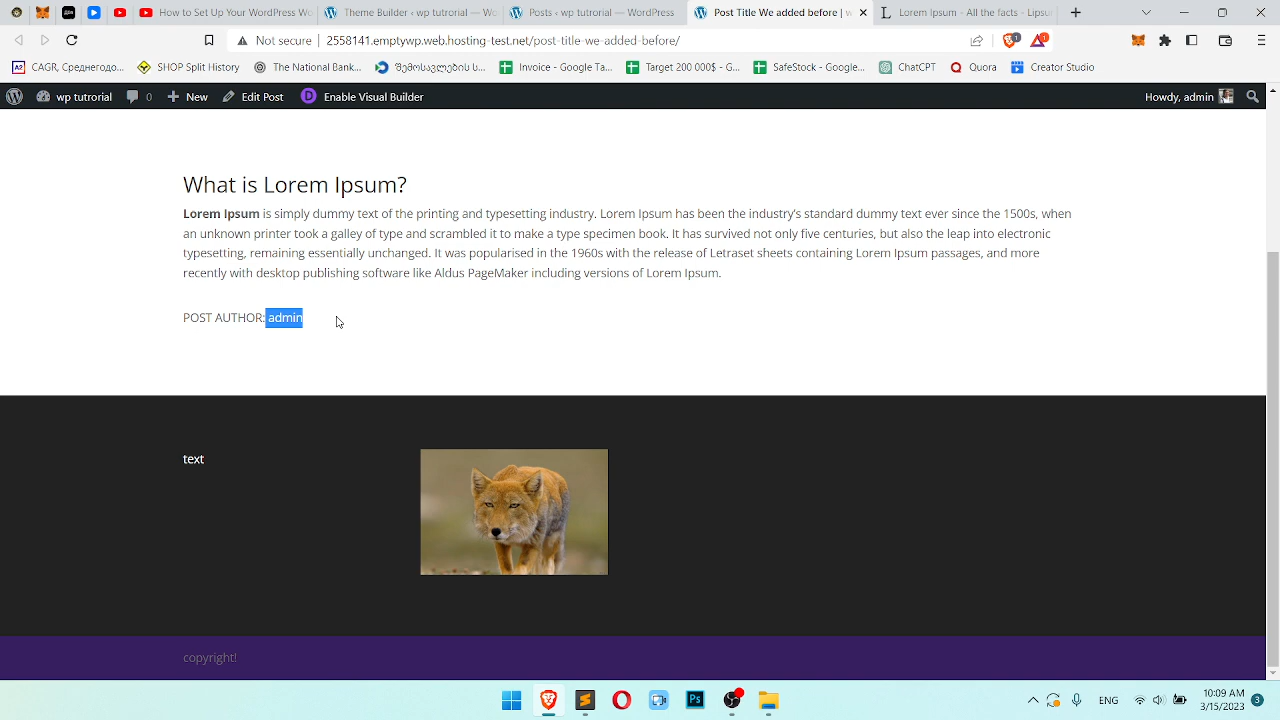 How to Set Up Your WordPress We
Theme Builder ‹ wp tutorial — Wo
Posts ‹ wp tutorial — WordPress
Post Title We added before | w
Lorem Ipsum - All the facts - Lipsu
Not secure
2558141.emptywp.web.hosting-test.net/post-title-we-added-before/
1
1
CAGR, Среднегодо...
SHOP Split History
The National Bank...
Invoice - Google Ta...
Target 200 000$ - G...
SafeStock - Google...
ChatCPT
Quora
Creator Studio
wp tutorial
0
New
Edit Post
D
Enable Visual Builder
Howdy, admin
What is Lorem Ipsum?
Lorem Ipsum is simply dummy text of the printing and typesetting industry. Lorem Ipsum has been the industry's standard dummy text ever since the 1500s, when
an unknown printer took a galley of type and scrambled it to make a type specimen book. It has survived not only five centuries, but also the leap into electronic
typesetting, remaining essentially unchanged. It was popularised in the 1960s with the release of Letraset sheets containing Lorem Ipsum passages, and more
recently with desktop publishing software like Aldus PageMaker including versions of Lorem Ipsum.
POST AUTHOR: admin
text
copyright!
Ps
ENG
10:09 AM
3/15/2023
3